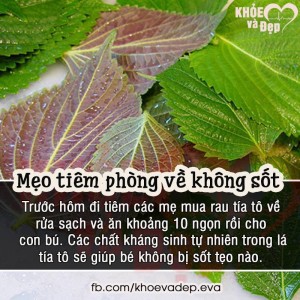 KHỎE
và Đẹp
Mẹo tiêm phòng về không sốt
Trước hôm đi tiêm các mẹ mua rau tía tô về
rửa sạch và ăn khoảng 10 ngọn rồi cho
con bú. Các chất kháng sinh tự nhiên trong lá
tía tô sẽ giúp bé không bị sốt tẹo nào.
fb.com/khoevadep.eva